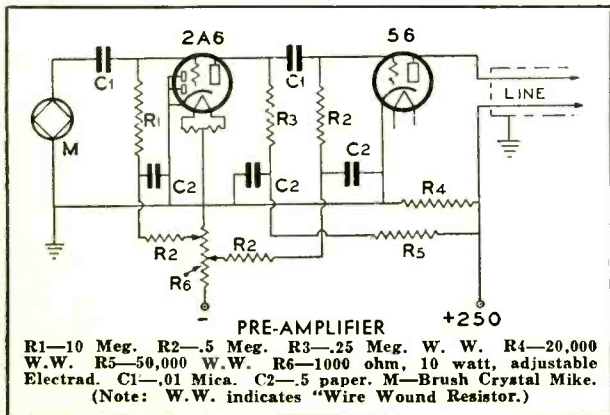 2A6
56
C1
C1
R1
R3
R2
LINE
M
C2
C2
C2
R4
R2
R2
R5
R6
-
+250
PRE-AMPLIFIER
R1—10 Meg. R2—.5 Meg. R3—.25 Meg. W. W. R4—20,000
W.W. R5—50,000 W.W. R6—1000 ohm, 10 watt, adjustable
Electrad. C1—.01 Mica. C2—.5 paper. M—Brush Crystal Mike.
(Note: W.W. indicates "Wire Wound Resistor.)